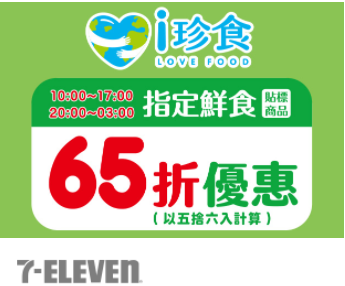 i珍食
LOVE FOOD
10:00~17:00
20:00~03:00
指定鮮食
貼標
商品
65折優惠
(以五捨六入計算)
7-ELEVEN